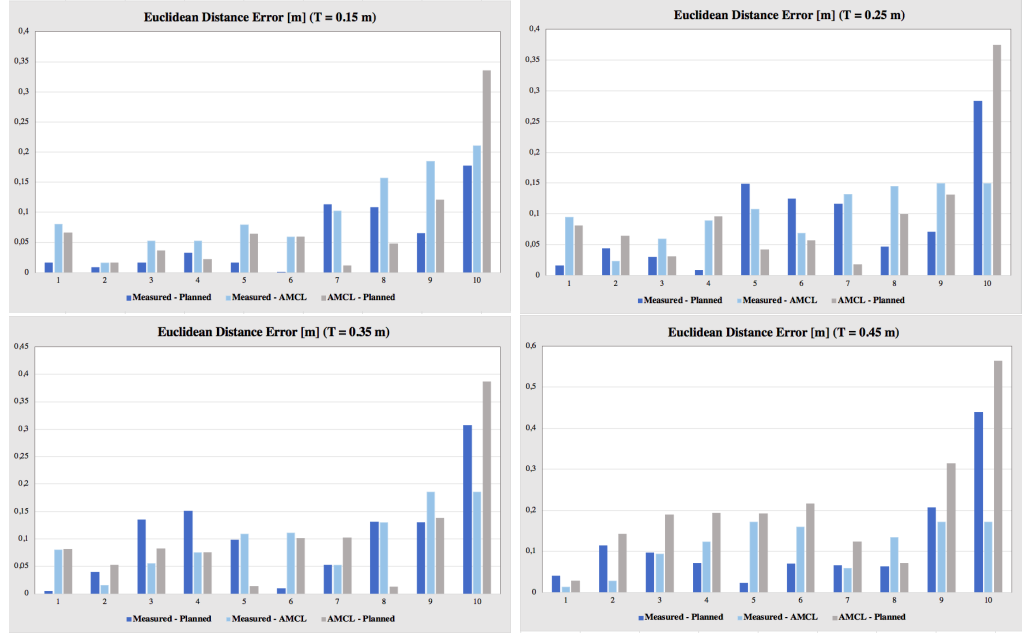 Euclidean Distance Error [m] (T = 0.15 m)
0,4
0,35
0,3
0,25
0,2
0,15
0,1
0,05
0
1 2 3 4 5 6 7 8 9 10
Measured - Planned Measured - AMCL AMCL - Planned
Euclidean Distance Error [m] (T = 0.25 m)
0,4
0,35
0,3
0,25
0,2
0,15
0,1
0,05
0
1 2 3 4 5 6 7 8 9 10
Measured - Planned Measured - AMCL AMCL - Planned
Euclidean Distance Error [m] (T = 0.35 m)
0,45
0,4
0,35
0,3
0,25
0,2
0,15
0,1
0,05
0
1 2 3 4 5 6 7 8 9 10
Measured - Planned Measured - AMCL AMCL - Planned
Euclidean Distance Error [m] (T = 0.45 m)
0,6
0,5
0,4
0,3
0,2
0,1
0
1 2 3 4 5 6 7 8 9 10
Measured - Planned Measured - AMCL AMCL - Planned